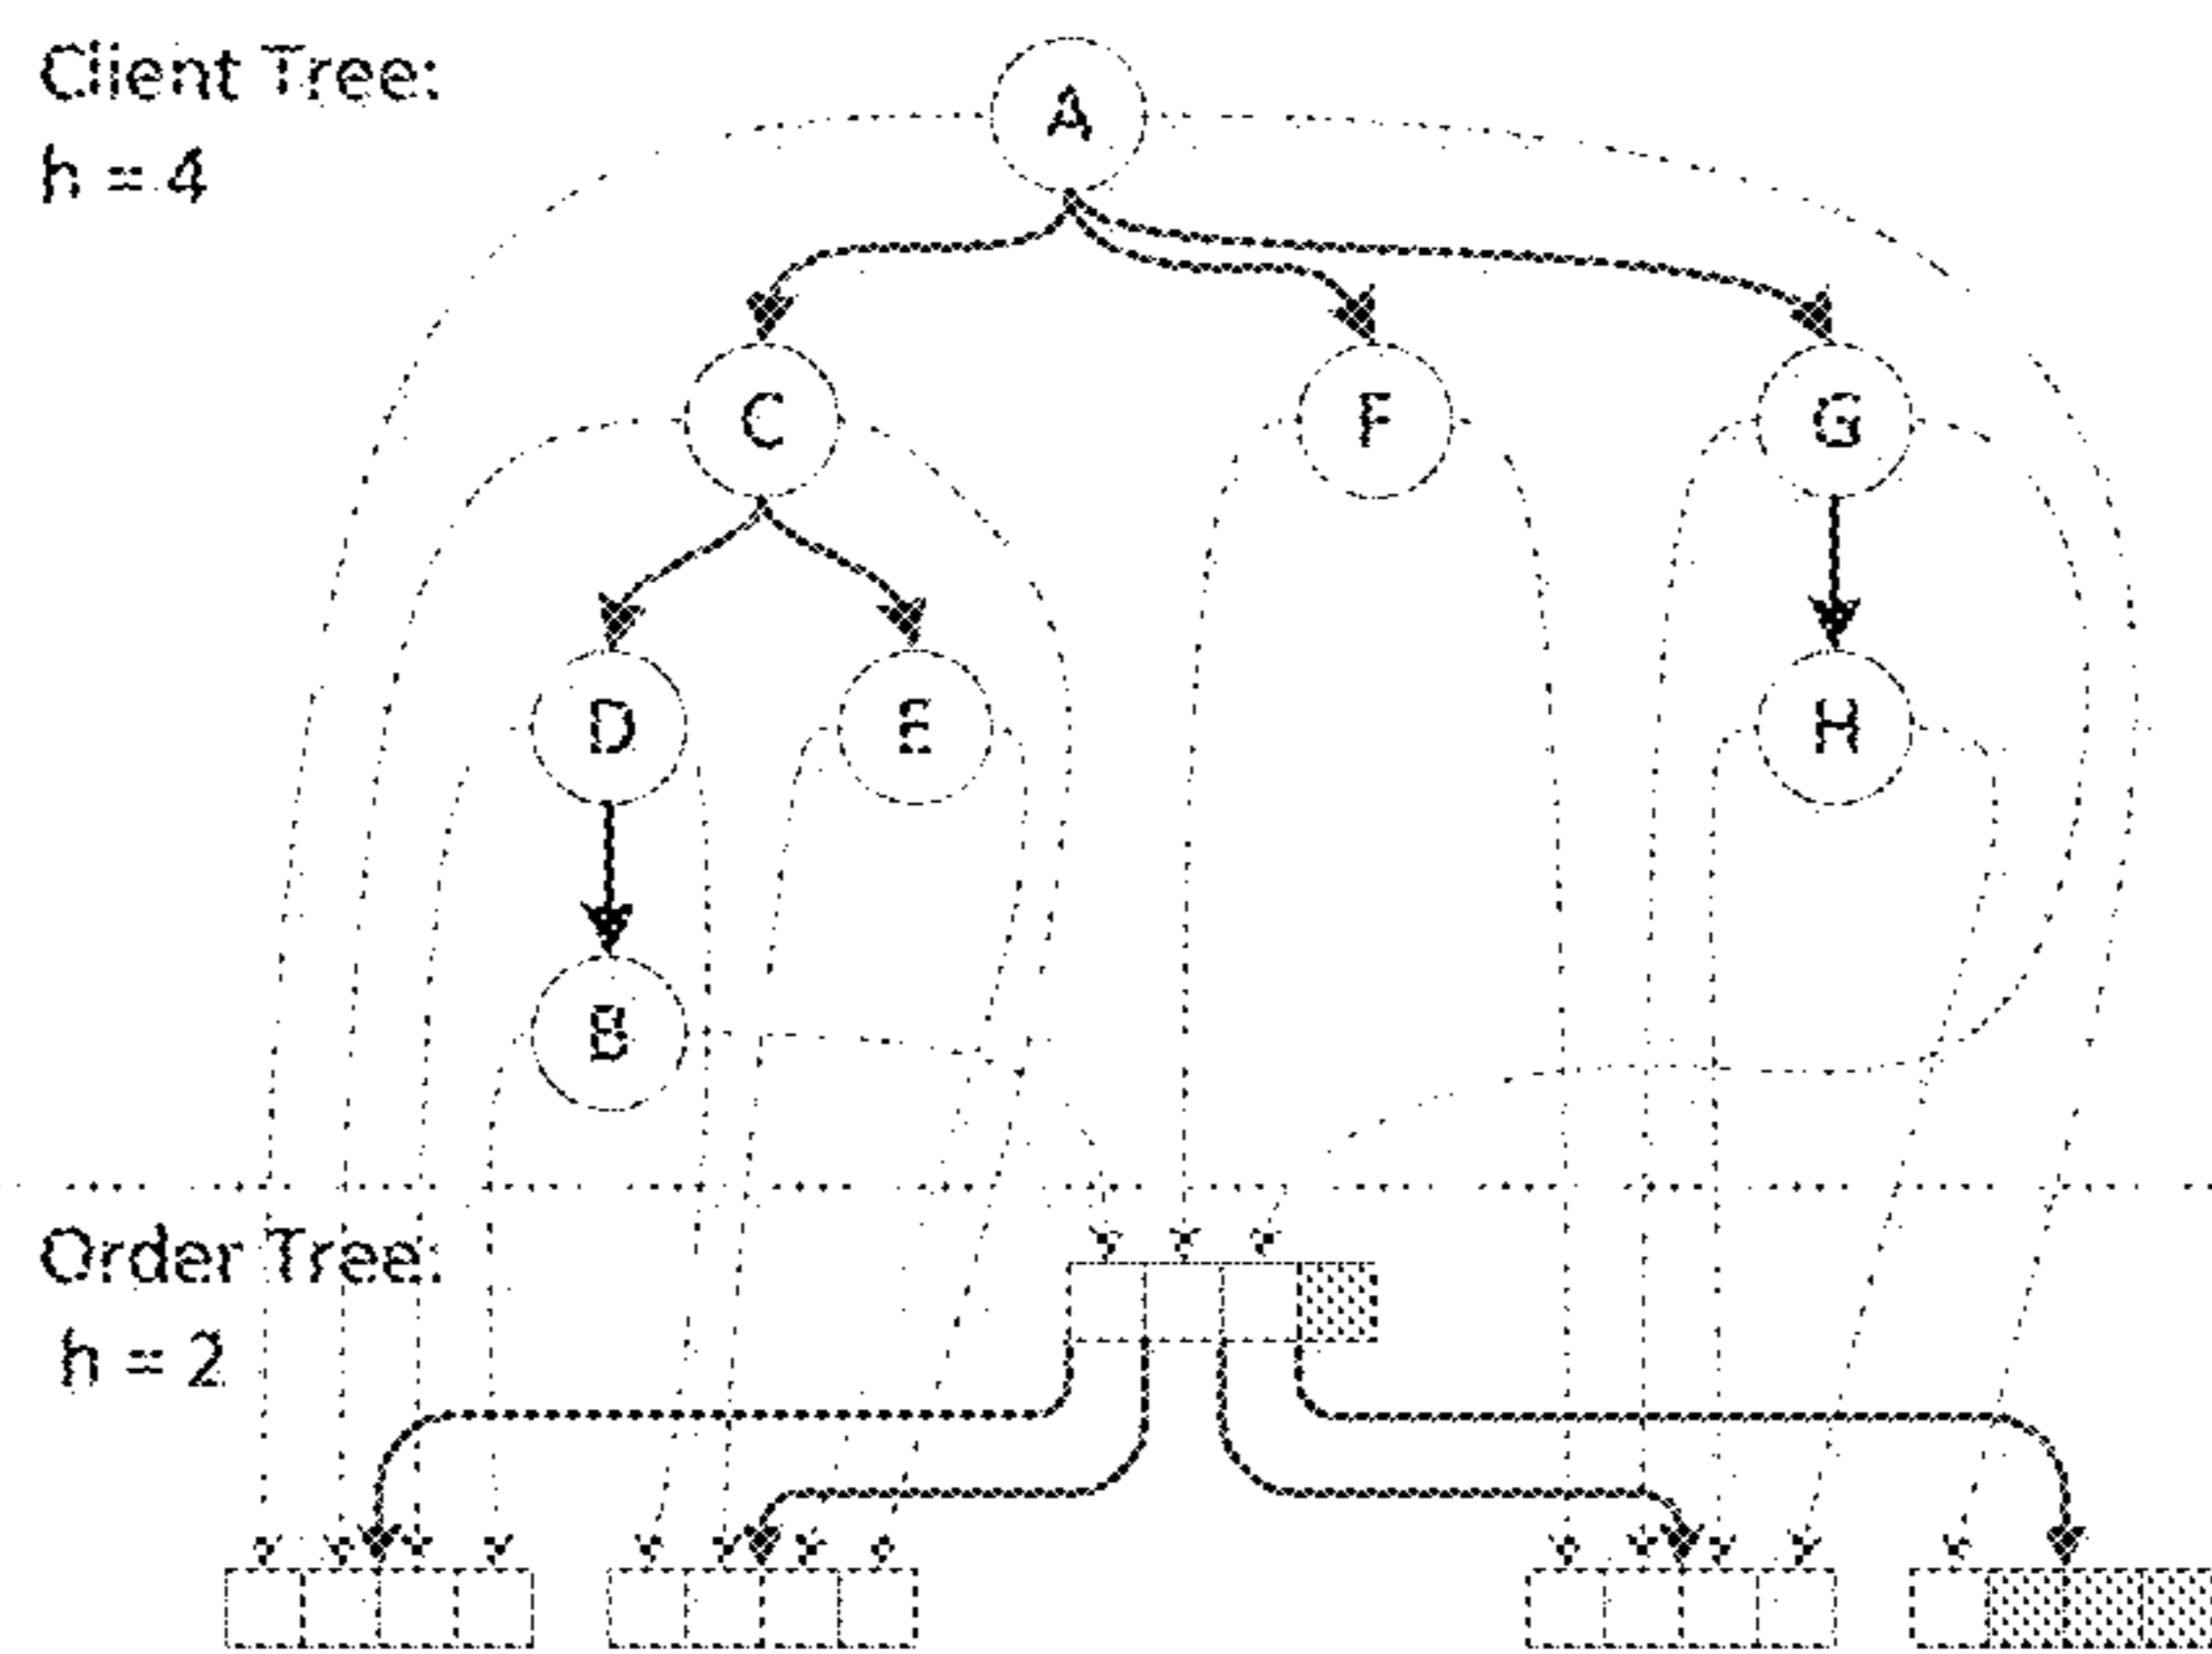 Client Tree:
h = 4
A
C
F
G
D
E
H
B
Order Tree:
h = 2